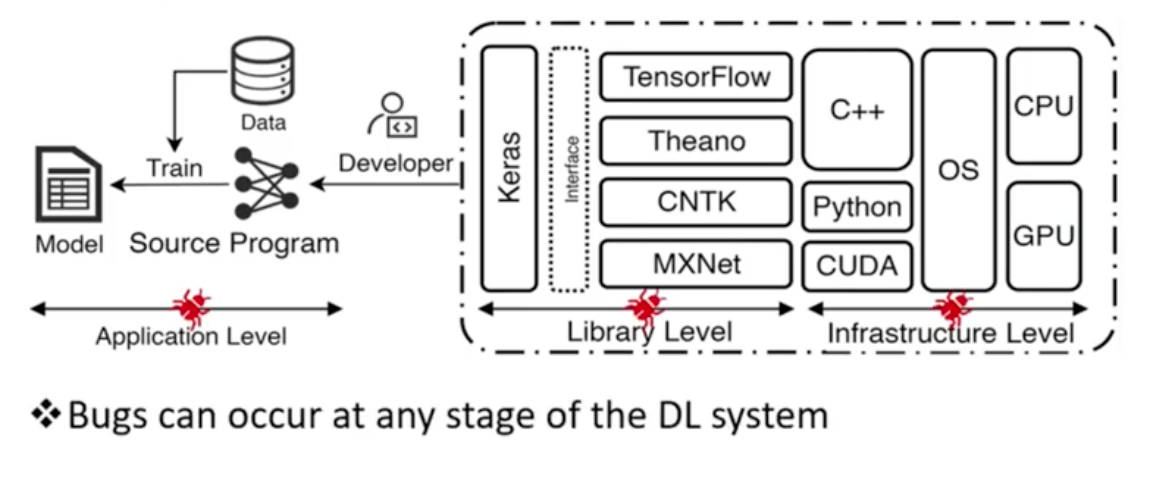 Data
Train
Model
Source Program
Developer
Application Level
Keras
Interface
TensorFlow
Theano
CNTK
MXNet
Library Level
C++
Python
CUDA
OS
CPU
GPU
Infrastructure Level
❖Bugs can occur at any stage of the DL system